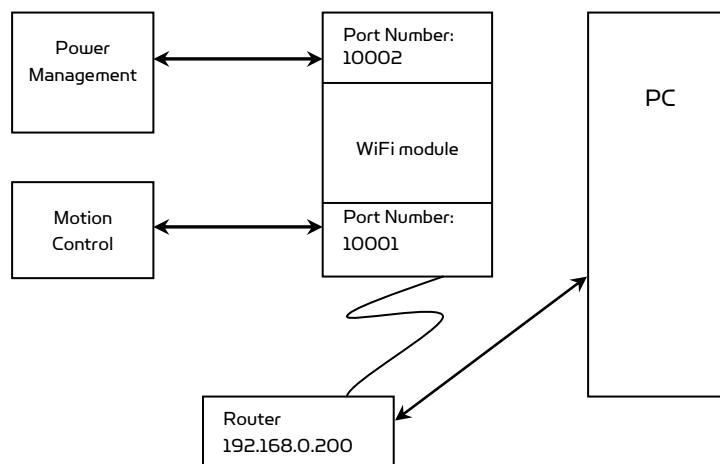 Power
Management
Port Number:
10002
PC
WiFi module
Motion
Control
Port Number:
10001
Router
192.168.0.200